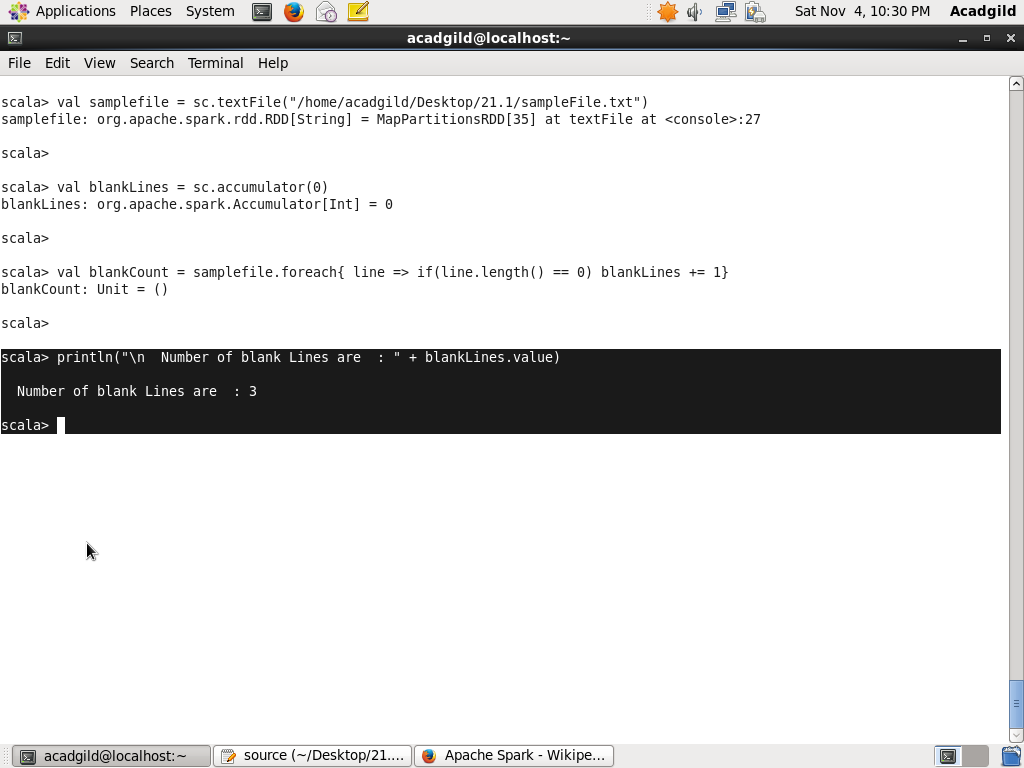 Applications Places System Sat Nov 4, 10:30 PM Acadgild
acadgild@localhost:~
File Edit View Search Terminal Help
scala> val samplefile = sc.textFile("/home/acadgild/Desktop/21.1/sampleFile.txt")
samplefile: org.apache.spark.rdd.RDD[String] = MapPartitionsRDD[35] at textFile at <console>:27
scala>
scala> val blankLines = sc.accumulator(0)
blankLines: org.apache.spark.Accumulator[Int] = 0
scala>
scala> val blankCount = samplefile.foreach{ line => if(line.length() == 0) blankLines += 1}
blankCount: Unit = ()
scala>
scala> println("\n  Number of blank Lines are  : " + blankLines.value)
  Number of blank Lines are  : 3
scala>
acadgild@localhost:~ source (~/Desktop/21.... Apache Spark - Wikipe...